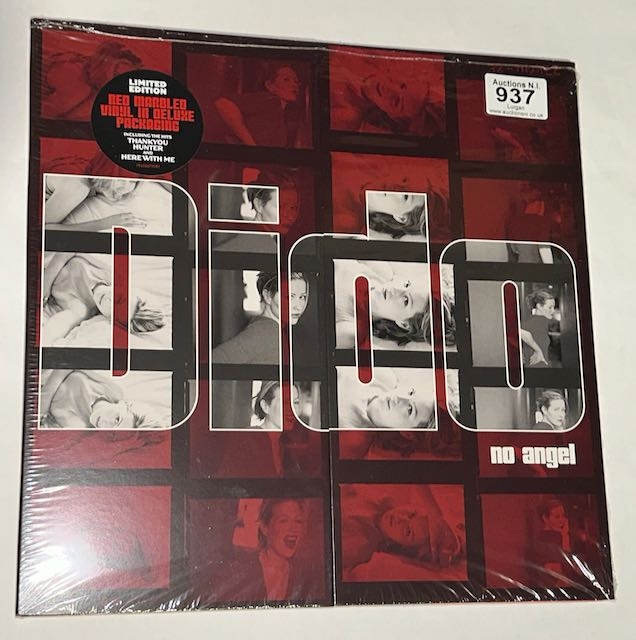 LIMITED
EDITION
RED MARBLED
VINYL IN DELUXE
PACKAGING
INCLUDING THE HITS
THANKYOU
HUNTER
AND
HERE WITH ME
Auctions N.I.
937
Lurgan
www.auctionsni.co.uk
Dido
no angel